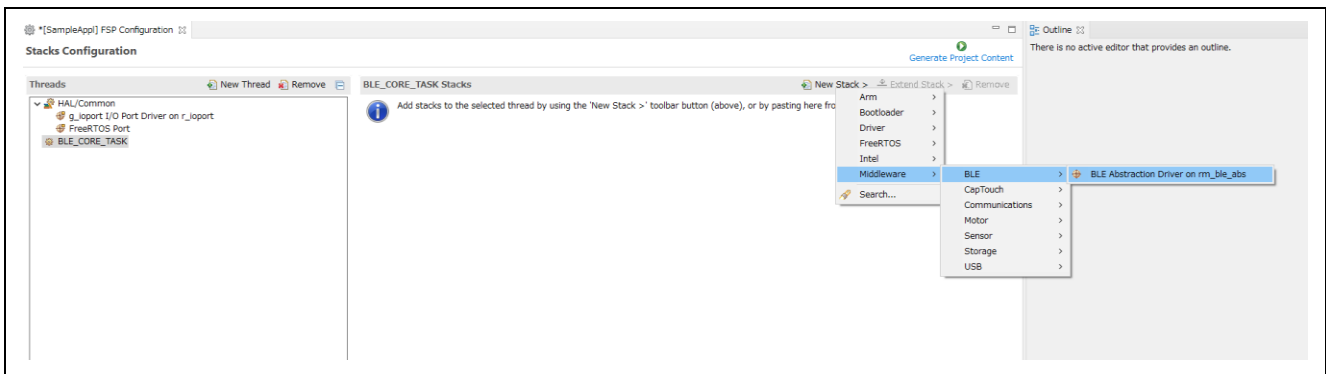 *[SampleAppl] FSP Configuration
Outline
Stacks Configuration
Generate Project Content
There is no active editor that provides an outline.
Threads
New Thread
Remove
BLE_CORE_TASK Stacks
New Stack >
Extend Stack >
Remove
HAL/Common
g_ioport I/O Port Driver on r_ioport
FreeRTOS Port
BLE_CORE_TASK
Add stacks to the selected thread by using the 'New Stack >' toolbar button (above), or by pasting here fro
Arm >
Bootloader >
Driver >
FreeRTOS >
Intel >
Middleware >
Search...
BLE >
CapTouch >
Communications >
Motor >
Sensor >
Storage >
USB >
BLE Abstraction Driver on rm_ble_abs